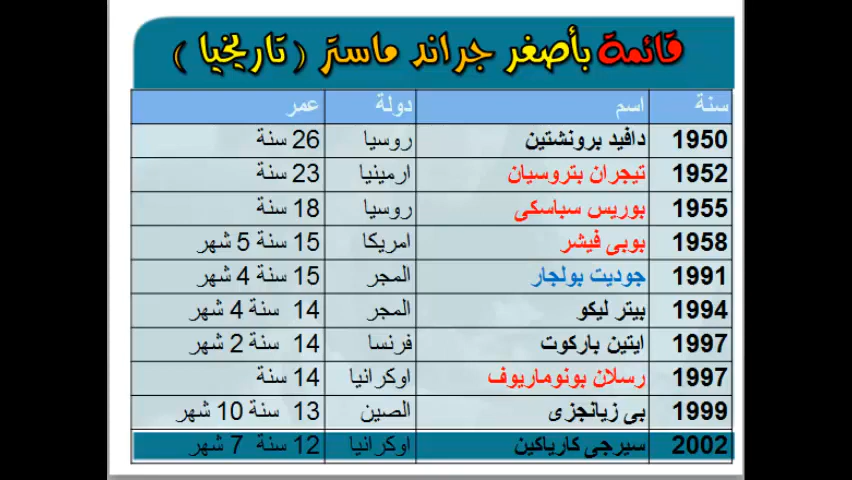 قائمة بأصغر جراند ماستر ( تاريخيا )
سنة اسم دولة عمر
1950 دافيد برونشتين روسيا 26 سنة
1952 تيجران بتروسيان ارمينيا 23 سنة
1955 بوريس سباسكى روسيا 18 سنة
1958 بوبى فيشر امريكا 15 سنة 5 شهر
1991 جوديت بولجار المجر 15 سنة 4 شهر
1994 بيتر ليكو المجر 14 سنة 4 شهر
1997 ايتين باركوت فرنسا 14 سنة 2 شهر
1997 رسلان بونوماريوف اوكرانيا 14 سنة
1999 بى زيانجزى الصين 13 سنة 10 شهر
2002 سيرجى كارياكين اوكرانيا 12 سنة 7 شهر